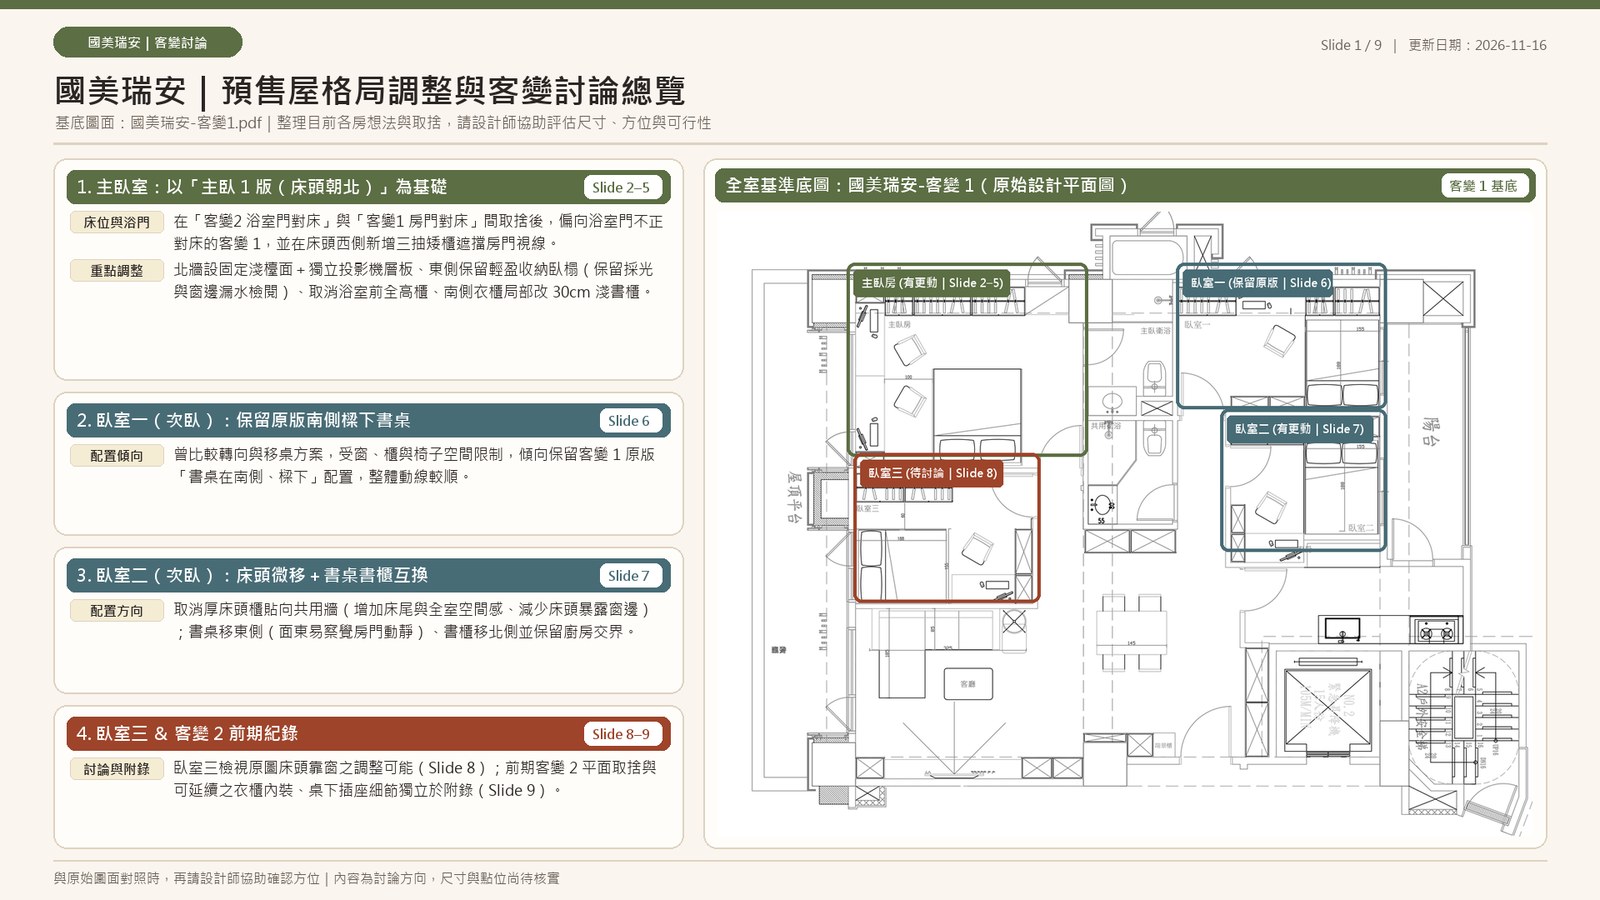 國美瑞安 | 客變討論
Slide 1 / 9 | 更新日期：2026-11-16
國美瑞安 | 預售屋格局調整與客變討論總覽
基底圖面：國美瑞安-客變1.pdf | 整理目前各房想法與取捨，請設計師協助評估尺寸、方位與可行性
1. 主臥室：以「主臥 1 版（床頭朝北）」為基礎
Slide 2–5
床位與浴門
在「客變2 浴室門對床」與「客變1 房門對床」間取捨後，偏向浴室門不正
對床的客變 1，並在床頭西側新增三抽矮櫃遮擋房門視線。
重點調整
北牆設固定淺檯面 + 獨立投影機層板、東側保留輕盈收納臥榻（保留採光
與窗邊漏水檢閱）、取消浴室前全高櫃、南側衣櫃局部改 30cm 淺書櫃。
2. 臥室一（次臥）：保留原版南側樑下書桌
Slide 6
配置傾向
曾比較轉向與移桌方案，受窗、櫃與椅子空間限制，傾向保留客變 1 原版
「書桌在南側、樑下」配置，整體動線較順。
3. 臥室二（次臥）：床頭微移 + 書桌書櫃互換
Slide 7
配置方向
取消厚床頭櫃貼向共用牆（增加床尾與全室空間感、減少床頭暴露窗邊）
；書桌移東側（面東易察覺房門動靜）、書櫃移北側並保留廚房交界。
4. 臥室三 & 客變 2 前期紀錄
Slide 8–9
討論與附錄
臥室三檢視原圖床頭靠窗之調整可能（Slide 8）；前期客變 2 平面取捨與
可延續之衣櫃內裝、桌下插座細節獨立於附錄（Slide 9）。
全室基準底圖：國美瑞安-客變 1（原始設計平面圖）
客變 1 基底
主臥房 (有更動 | Slide 2–5)
臥室一 (保留原版 | Slide 6)
主臥房
主臥衛浴
臥室一
臥室二 (有更動 | Slide 7)
陽台
臥室三 (待討論 | Slide 8)
屋頂平台
臥室三
臥室二
55
145
客廳
與原始圖面對照時，再請設計師協助確認方位 | 內容為討論方向，尺寸與點位尚待核實